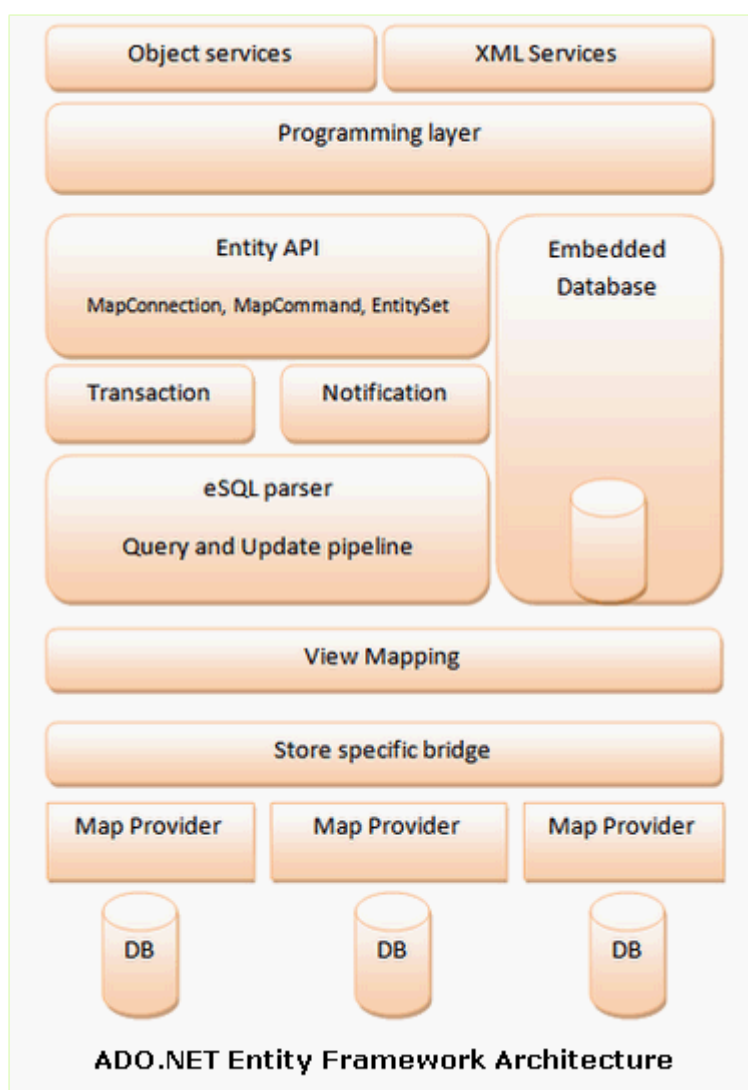 Object services
XML Services
Programming layer
Entity API
MapConnection, MapCommand, EntitySet
Embedded
Database
Transaction
Notification
eSQL parser
Query and Update pipeline
View Mapping
Store specific bridge
Map Provider
Map Provider
Map Provider
DB
DB
DB
ADO.NET Entity Framework Architecture